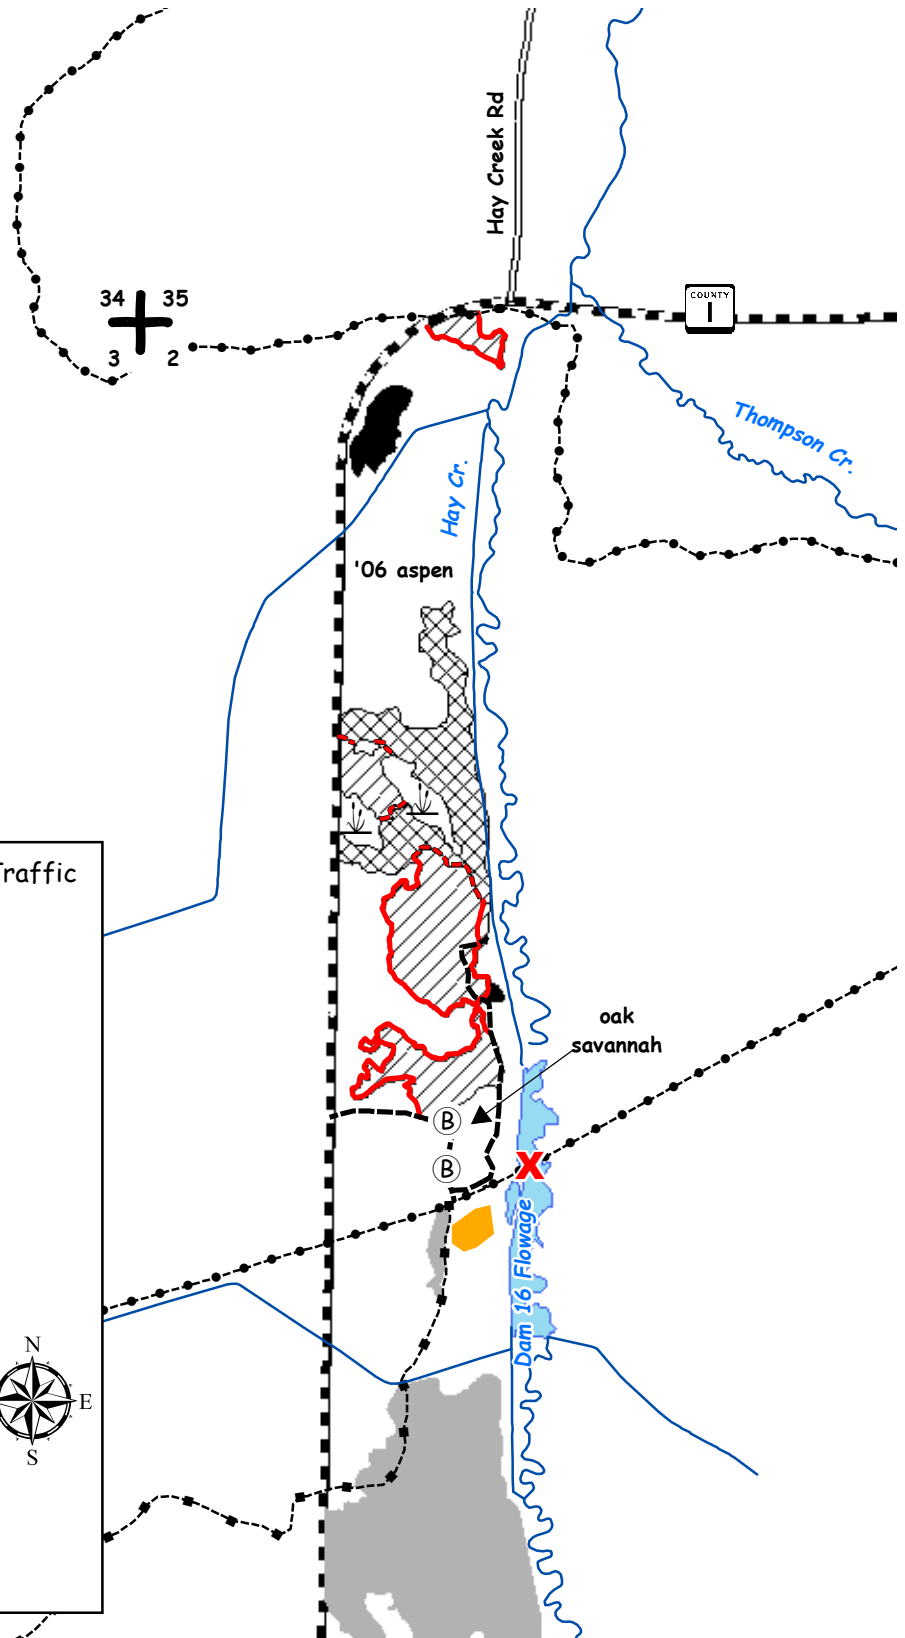 Hay Creek Rd
34 35
3 2
COUNTY
I
Thompson Cr.
Hay Cr.
'06 aspen
raffic
oak
savannah
B
B
Dam 16 Flowage
X
N
E
S